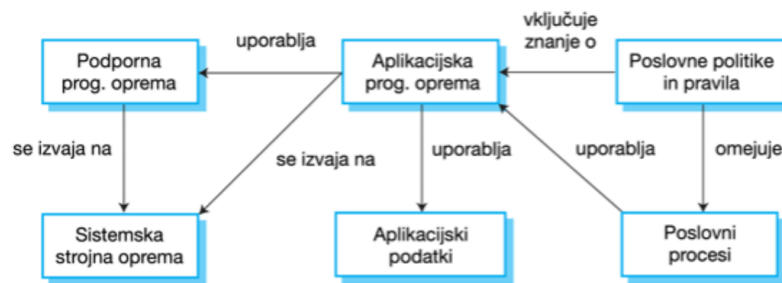 vključuje
znanje o
uporablja
Podporna
prog. oprema
Aplikacijska
prog. oprema
Poslovne politike
in pravila
se izvaja na
se izvaja na
uporablja
uporablja
omejuje
Sistemska
strojna oprema
Aplikacijski
podatki
Poslovni
procesi